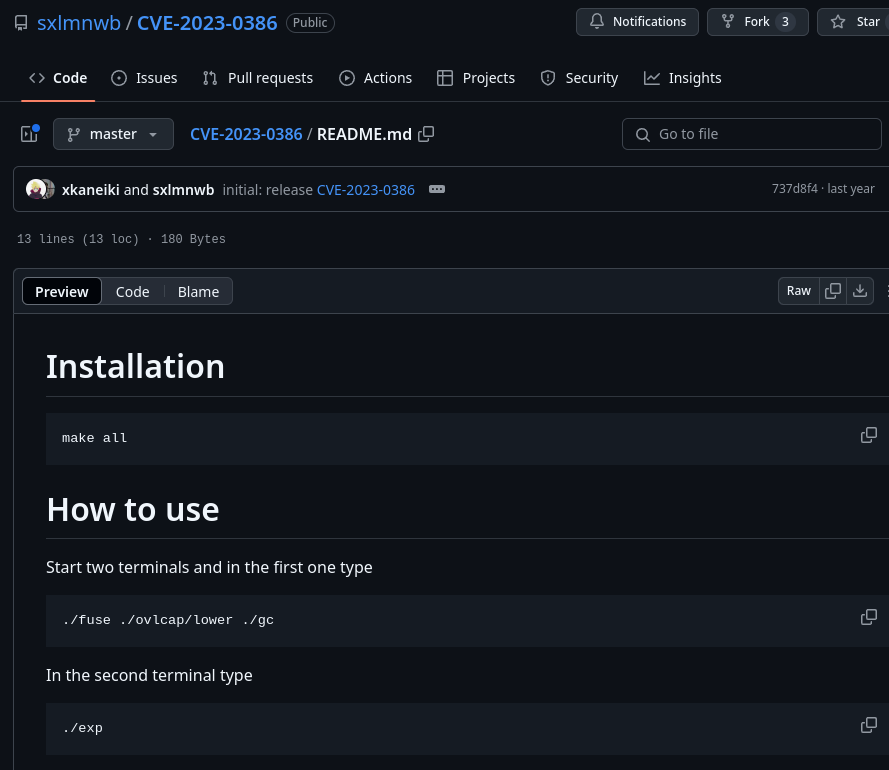 sxlmnwb / CVE-2023-0386 Public Notifications Fork 3 Star
Code Issues Pull requests Actions Projects Security Insights
master CVE-2023-0386 / README.md Go to file
xkaneiki and sxlmnwb initial: release CVE-2023-0386 737d8f4 · last year
13 lines (13 loc) · 180 Bytes
Preview Code Blame Raw
Installation
make all
How to use
Start two terminals and in the first one type
./fuse ./ovlcap/lower ./gc
In the second terminal type
./exp